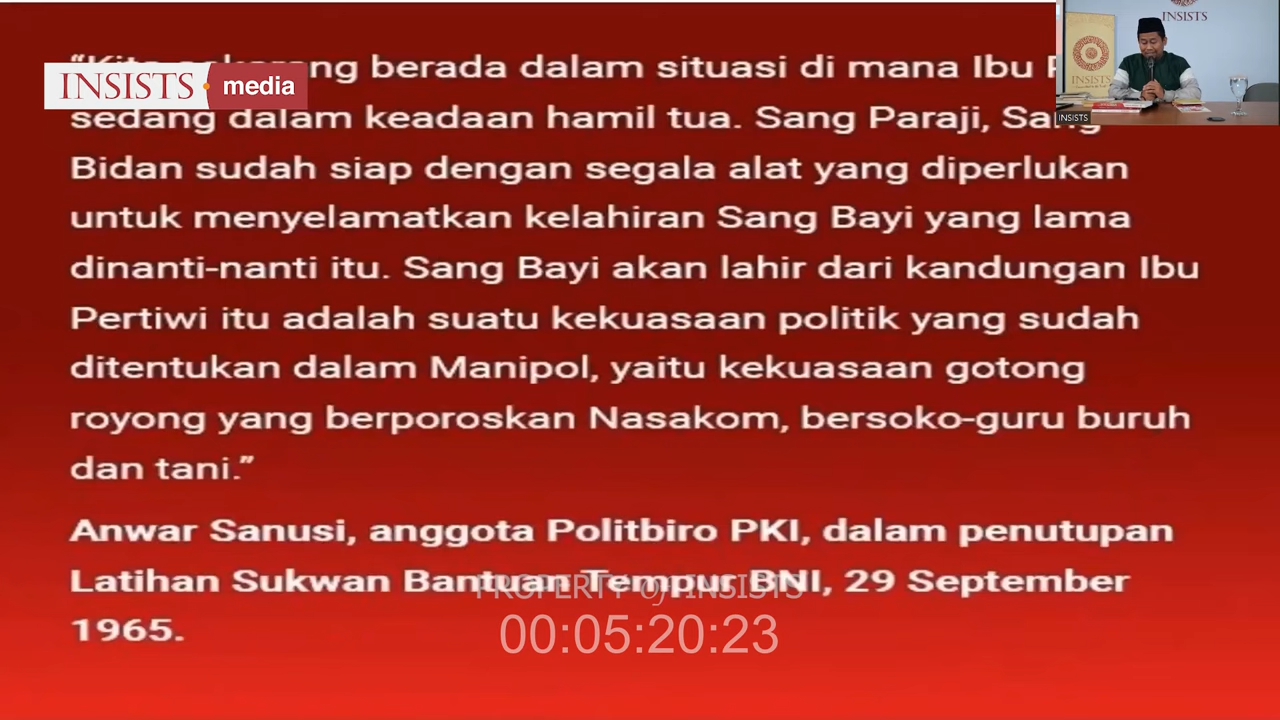 INSISTS media
INSISTS
INSISTS
INSISTS
berada dalam situasi di mana Ibu
sedang dalam keadaan hamil tua. Sang Paraji, Sang
Bidan sudah siap dengan segala alat yang diperlukan
untuk menyelamatkan kelahiran Sang Bayi yang lama
dinanti-nanti itu. Sang Bayi akan lahir dari kandungan Ibu
Pertiwi itu adalah suatu kekuasaan politik yang sudah
ditentukan dalam Manipol, yaitu kekuasaan gotong
royong yang berporoskan Nasakom, bersoko-guru buruh
dan tani.”
Anwar Sanusi, anggota Politbiro PKI, dalam penutupan
Latihan Sukwan Bantuan Tempur BNI, 29 September
1965.
PROPERTY of INSISTS
00:05:20:23